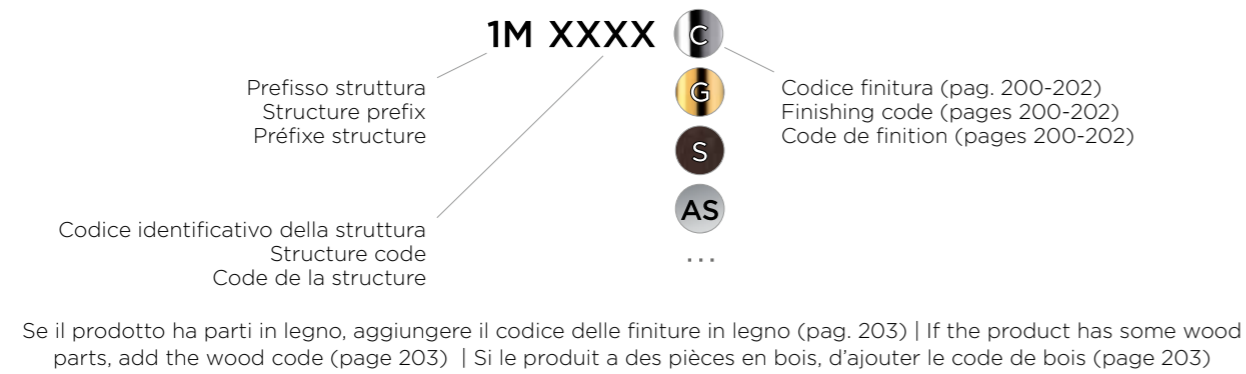 1M XXXX C
Prefisso struttura
Structure prefix
Préfixe structure
G
Codice finitura (pag. 200-202)
Finishing code (pages 200-202)
Code de finition (pages 200-202)
S
AS
Codice identificativo della struttura
Structure code
Code de la structure
...
Se il prodotto ha parti in legno, aggiungere il codice delle finiture in legno (pag. 203) | If the product has some wood
parts, add the wood code (page 203) | Si le produit a des pièces en bois, d’ajouter le code de bois (page 203)